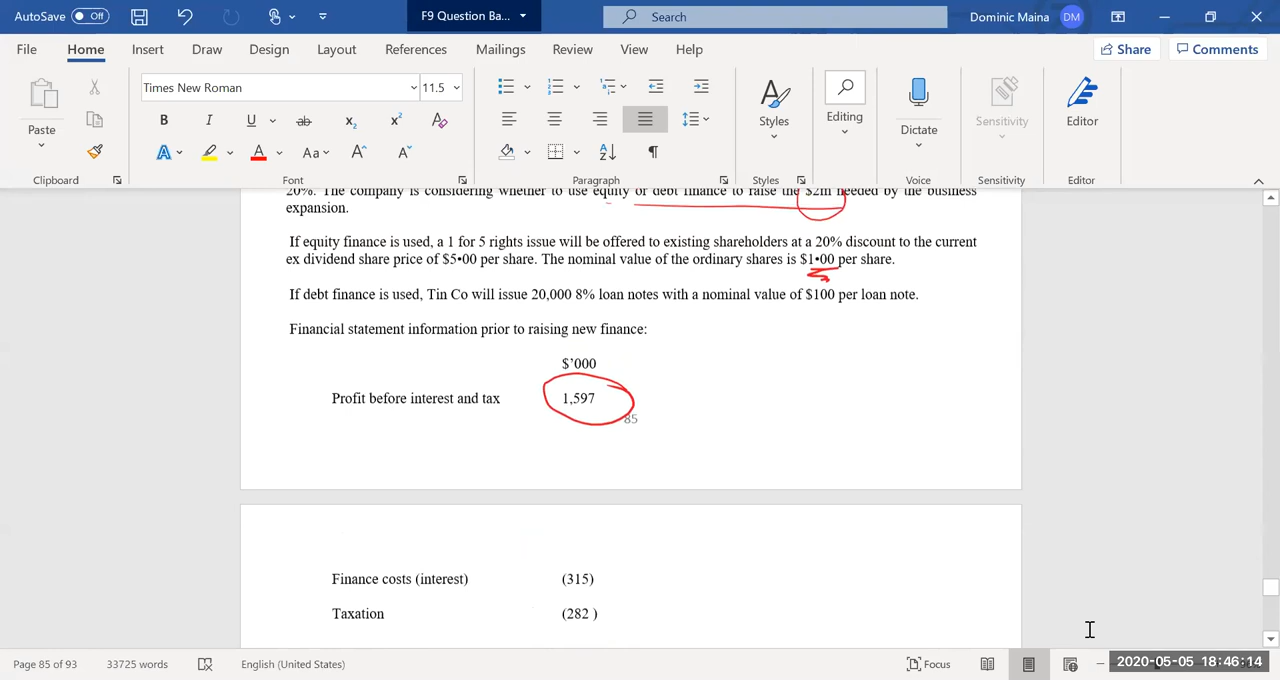 AutoSave Off F9 Question Ba... Search Dominic Maina DM
File Home Insert Draw Design Layout References Mailings Review View Help Share Comments
Times New Roman 11.5
Paste B I U ab x₂ x² A Styles Editing Dictate Sensitivity Editor
A A Aa A A A Z
Clipboard Font Paragraph Styles Voice Sensitivity Editor
20%. The company is considering whether to use equity or debt finance to raise the $2m needed by the business
expansion.
If equity finance is used, a 1 for 5 rights issue will be offered to existing shareholders at a 20% discount to the current
ex dividend share price of $5•00 per share. The nominal value of the ordinary shares is $1•00 per share.
If debt finance is used, Tin Co will issue 20,000 8% loan notes with a nominal value of $100 per loan note.
Financial statement information prior to raising new finance:
$’000
Profit before interest and tax 1,597
85
Finance costs (interest) (315)
Taxation (282 )
Page 85 of 93 33725 words English (United States) Focus 2020-05-05 18:46:14